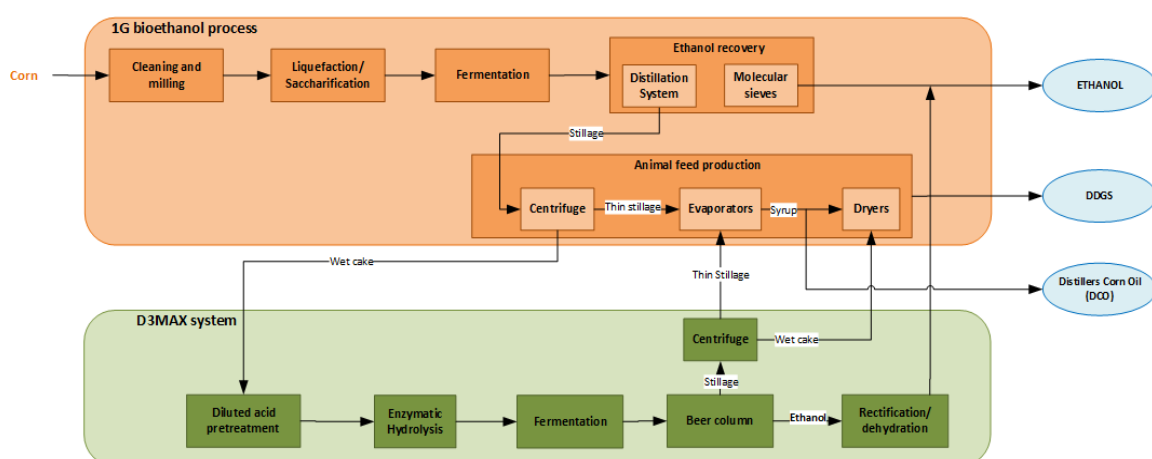 1G bioethanol process
Corn
Cleaning and
milling
Liquefaction/
Saccharification
Fermentation
Ethanol recovery
Distillation
System
Molecular
sieves
ETHANOL
Stillage
Animal feed production
Centrifuge
Thin stillage
Evaporators
Syrup
Dryers
DDGS
Wet cake
Thin Stillage
Distillers Corn Oil
(DCO)
D3MAX system
Centrifuge
Wet cake
Stillage
Diluted acid
pretreatment
Enzymatic
Hydrolysis
Fermentation
Beer column
Ethanol
Rectification/
dehydration